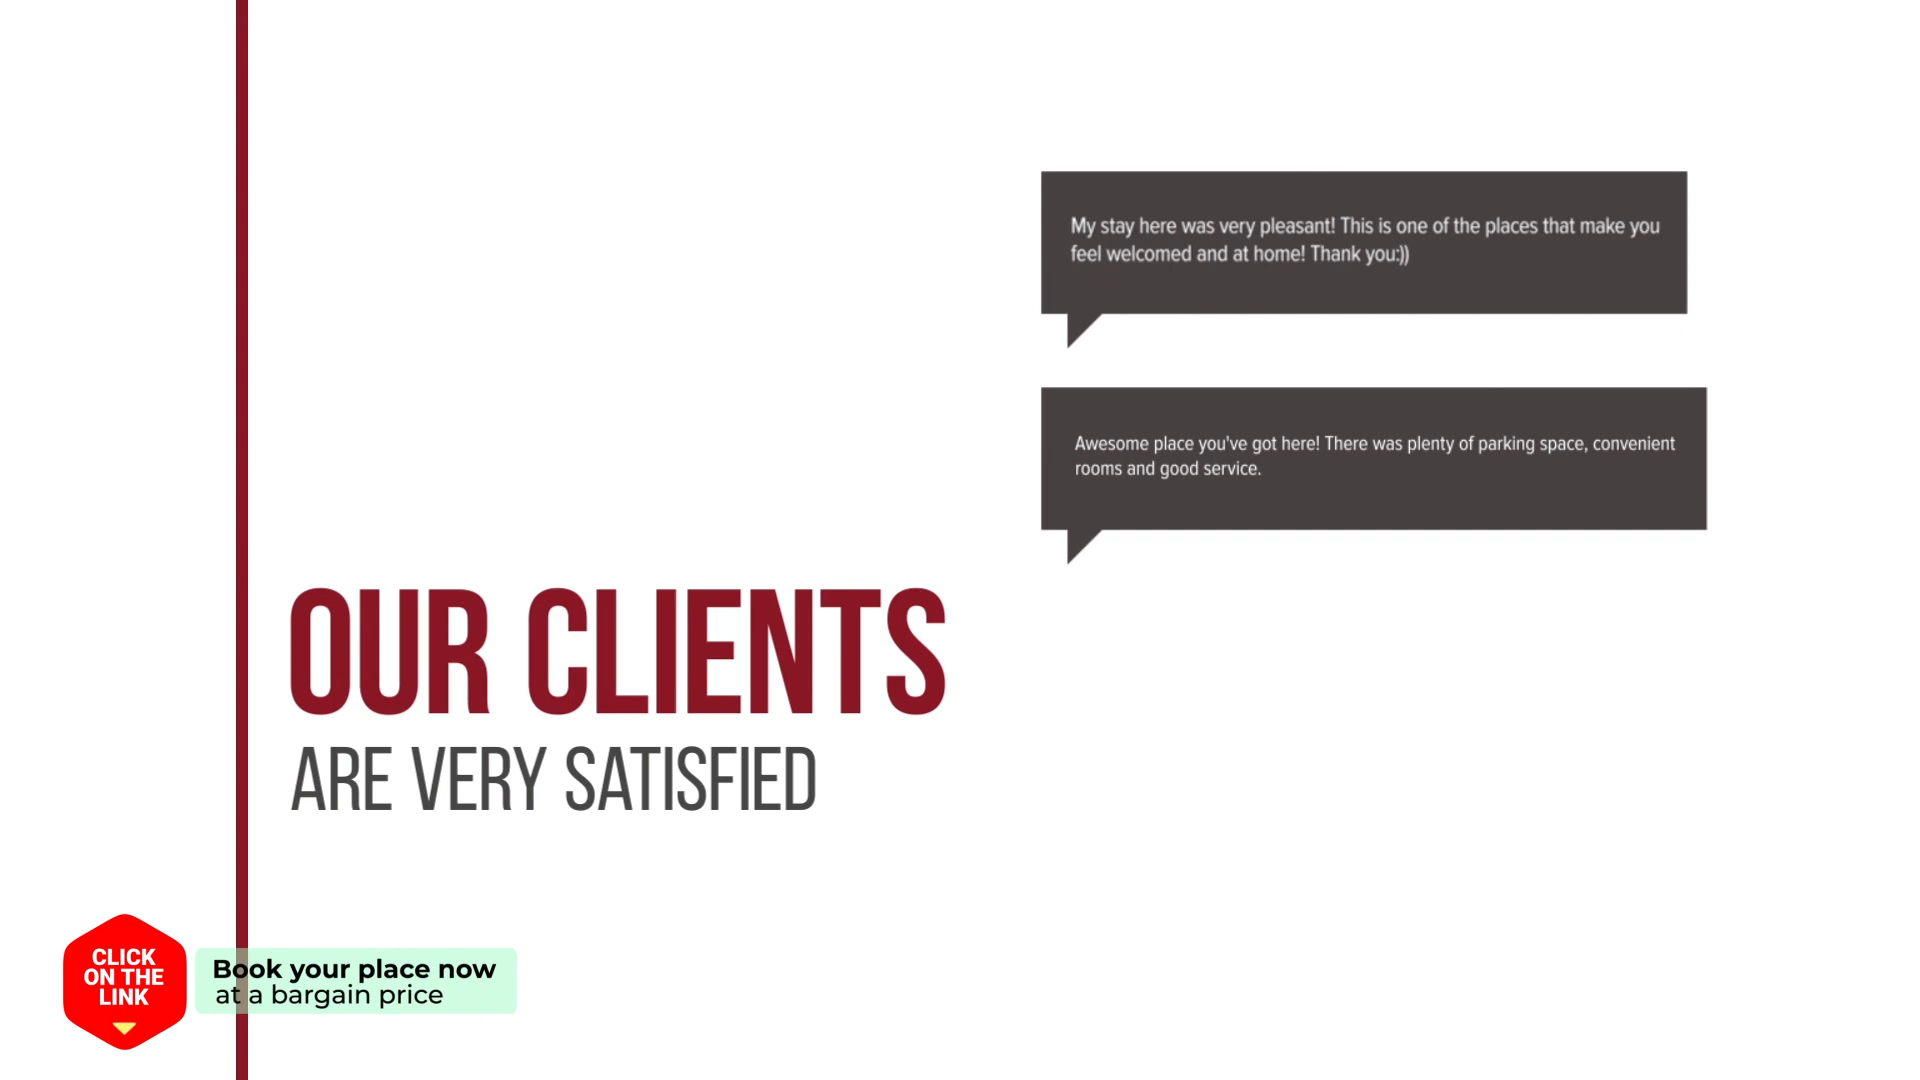 My stay here was very pleasant! This is one of the places that make you
feel welcomed and at home! Thank you:))
Awesome place you've got here! There was plenty of parking space, convenient
rooms and good service.
OUR CLIENTS
ARE VERY SATISFIED
CLICK
ON THE
LINK
Book your place now
at a bargain price